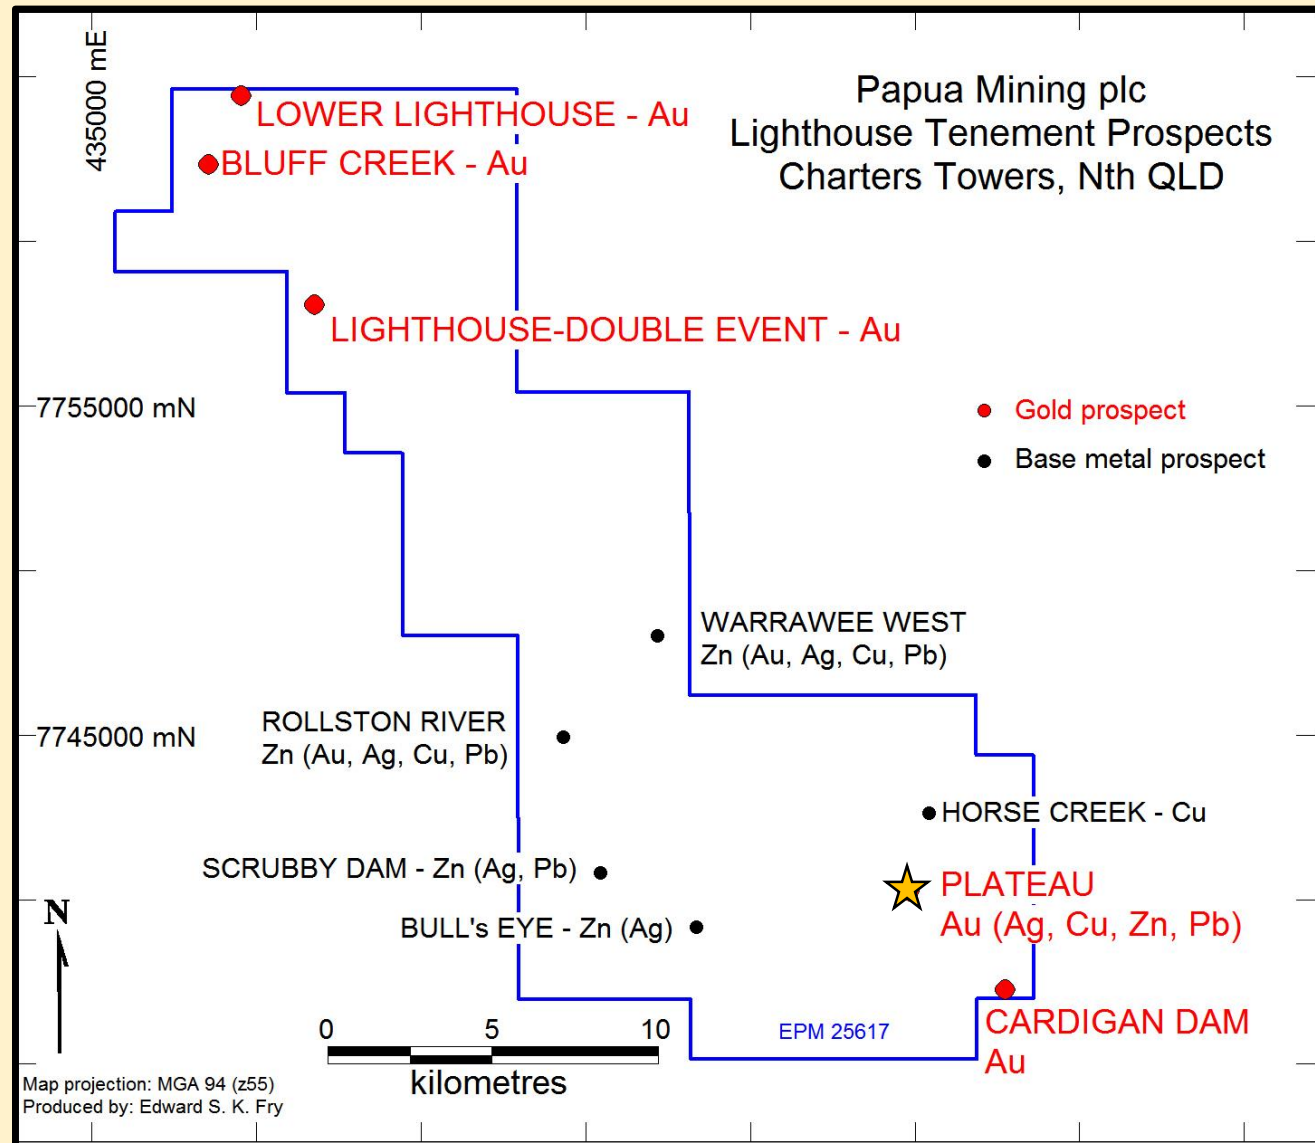 435000 mE
Papua Mining plc
Lighthouse Tenement Prospects
Charters Towers, Nth QLD
LOWER LIGHTHOUSE - Au
BLUFF CREEK - Au
LIGHTHOUSE-DOUBLE EVENT - Au
7755000 mN
Gold prospect
Base metal prospect
WARRAWEE WEST
Zn (Au, Ag, Cu, Pb)
ROLLSTON RIVER
Zn (Au, Ag, Cu, Pb)
7745000 mN
HORSE CREEK - Cu
SCRUBBY DAM - Zn (Ag, Pb)
PLATEAU
Au (Ag, Cu, Zn, Pb)
BULL's EYE - Zn (Ag)
N
CARDIGAN DAM
Au
EPM 25617
0 5 10
kilometres
Map projection: MGA 94 (z55)
Produced by: Edward S. K. Fry